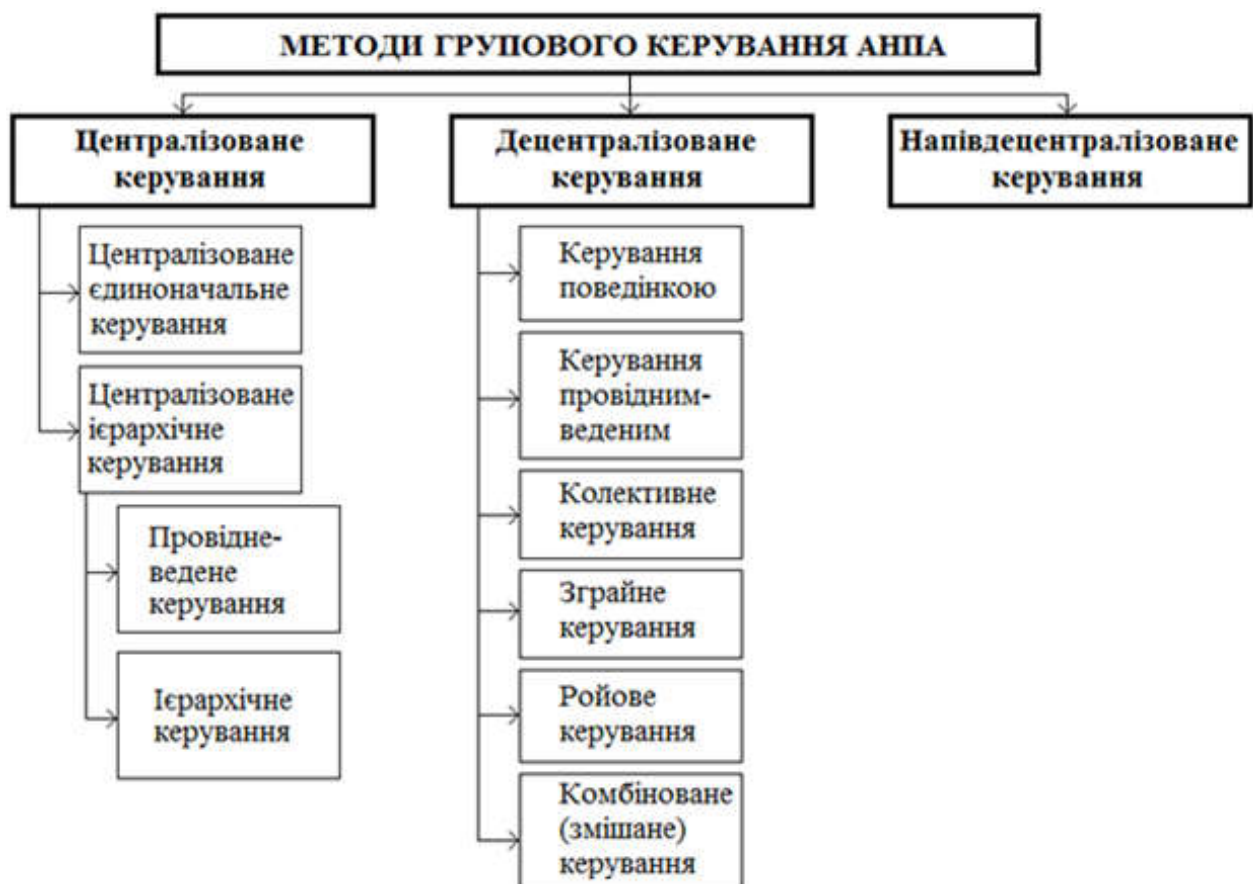 МЕТОДИ ГРУПОВОГО КЕРУВАННЯ АНПА
Централізоване
керування
Централізоване
єдиноначальне
керування
Централізоване
ієрархічне
керування
Провідне-
ведене
керування
Ієрархічне
керування
Децентралізоване
керування
Керування
поведінкою
Керування
провідним-
веденим
Колективне
керування
Зграйне
керування
Ройове
керування
Комбіноване
(змішане)
керування
Напівдецентралізоване
керування